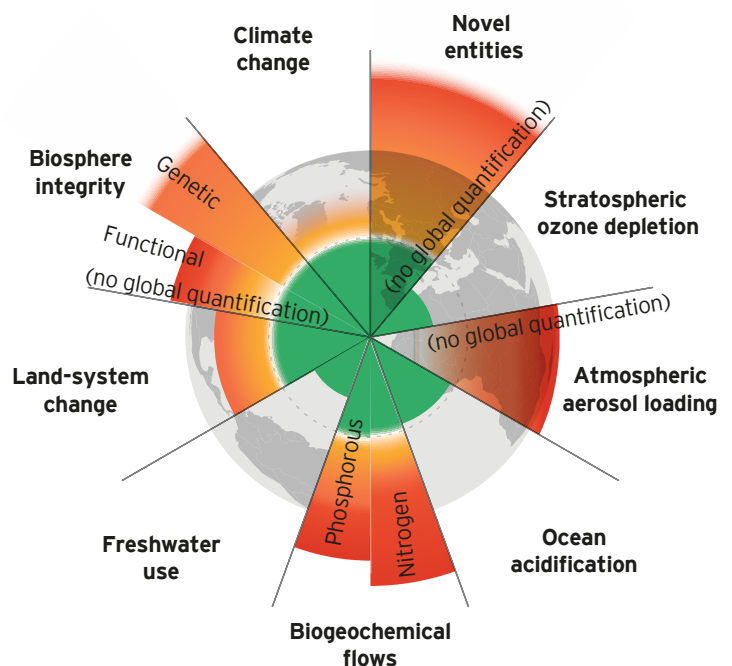 Climate
change
Novel
entities
(no global quantification)
Stratospheric
ozone depletion
(no global quantification)
Atmospheric
aerosol loading
Ocean
acidification
Biogeochemical
flows
Nitrogen
Phosphorous
Freshwater
use
Land-system
change
Biosphere
integrity
Genetic
Functional
(no global quantification)